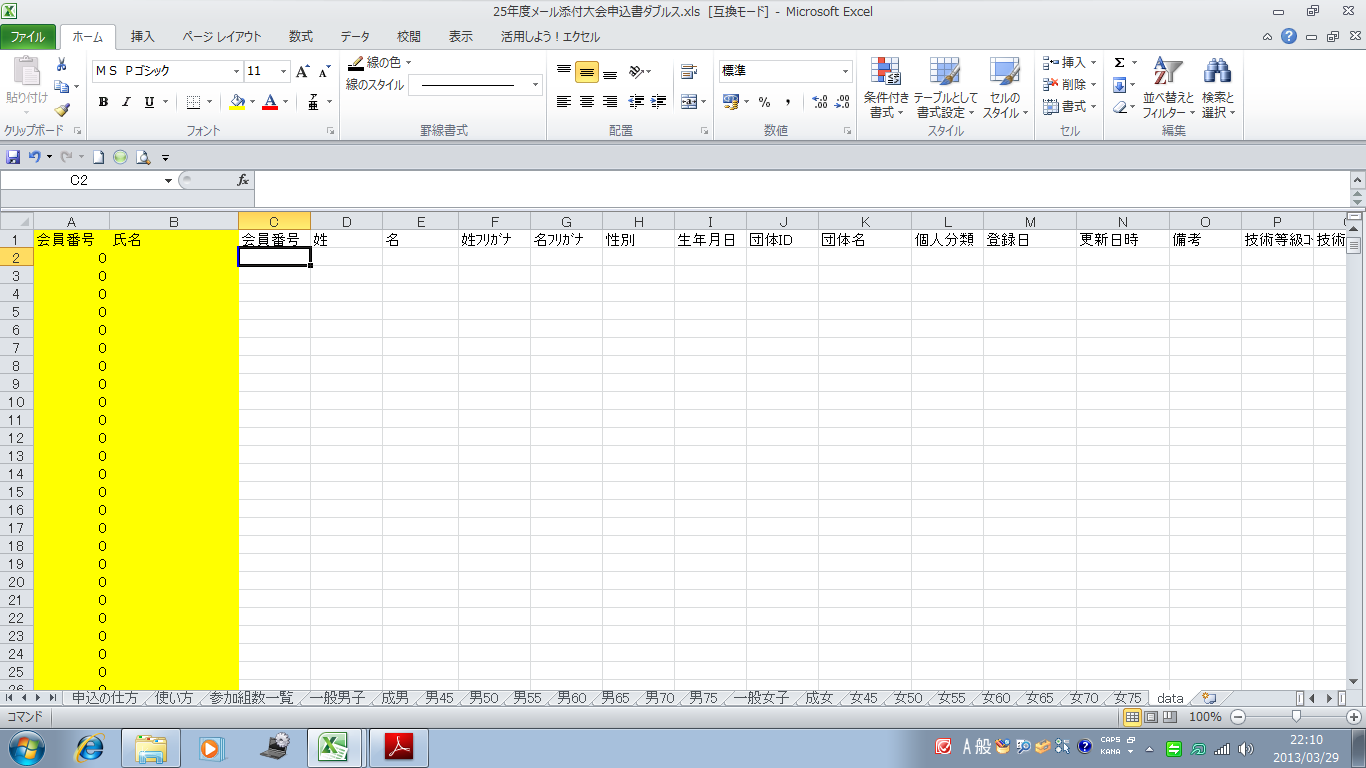 25年度メール添付大会申込書ダブルス.xls [互換モード] - Microsoft Excel
ファイル ホーム 挿入 ページ レイアウト 数式 データ 校閲 表示 活用しよう！エクセル
貼り付け
クリップボード
ＭＳ Ｐゴシック 11
B I U
フォント
線の色
線のスタイル
罫線書式
配置
標準
% ,
数値
条件付き書式
テーブルとして書式設定
セルのスタイル
スタイル
挿入
削除
書式
セル
Σ
並べ替えとフィルター
検索と選択
編集
C2 fx
A B C D E F G H I J K L M N O P
1 会員番号 氏名 会員番号 姓 名 姓ﾌﾘｶﾞﾅ 名ﾌﾘｶﾞﾅ 性別 生年月日 団体ID 団体名 個人分類 登録日 更新日時 備考 技術等級ｺ 技術
2 0
3 0
4 0
5 0
6 0
7 0
8 0
9 0
10 0
11 0
12 0
13 0
14 0
15 0
16 0
17 0
18 0
19 0
20 0
21 0
22 0
23 0
24 0
25 0
26 0
申込の仕方 使い方 参加組数一覧 一般男子 成男 男45 男50 男55 男60 男65 男70 男75 一般女子 成女 女45 女50 女55 女60 女65 女70 女75 data
コマンド 100%
A 般 CAPS KANA
22:10
2013/03/29